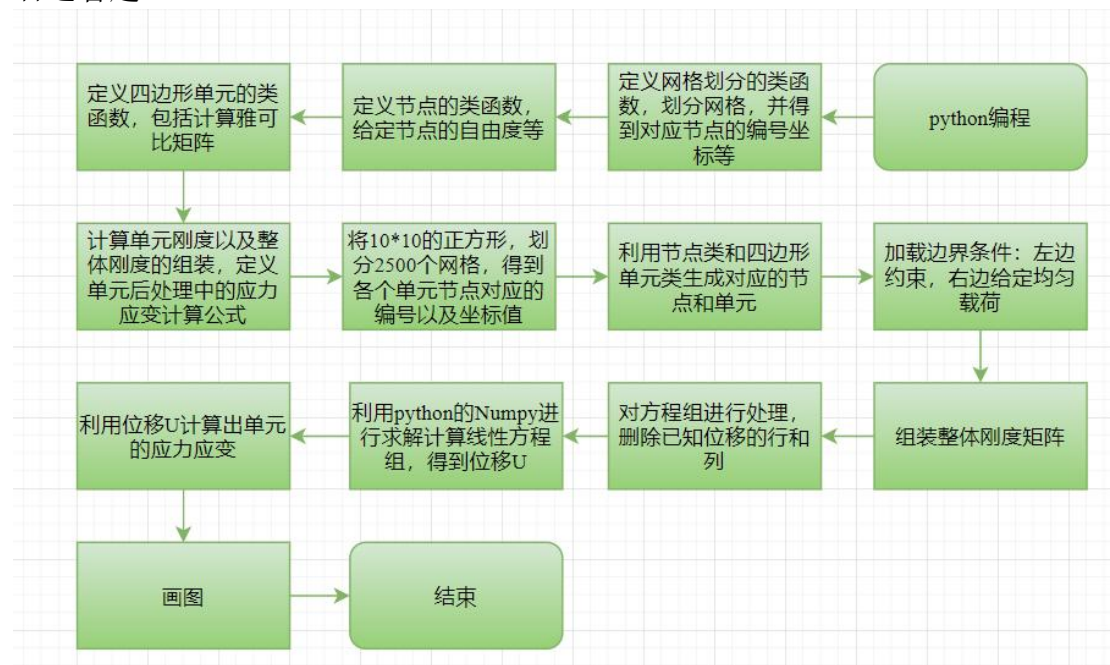 python编程
定义网格划分的类函
数，划分网格，并得
到对应节点的编号坐
标等
定义节点的类函数，
给定节点的自由度等
定义四边形单元的类
函数，包括计算雅可
比矩阵
计算单元刚度以及整
体刚度的组装，定义
单元后处理中的应力
应变计算公式
将10*10的正方形，划
分2500个网格，得到
各个单元节点对应的
编号以及坐标值
利用节点类和四边形
单元类生成对应的节
点和单元
加载边界条件：左边
约束，右边给定均匀
载荷
组装整体刚度矩阵
对方程组进行处理，
删除已知位移的行和
列
利用python的Numpy进
行求解计算线性方程
组，得到位移U
利用位移U计算出单元
的应力应变
画图
结束